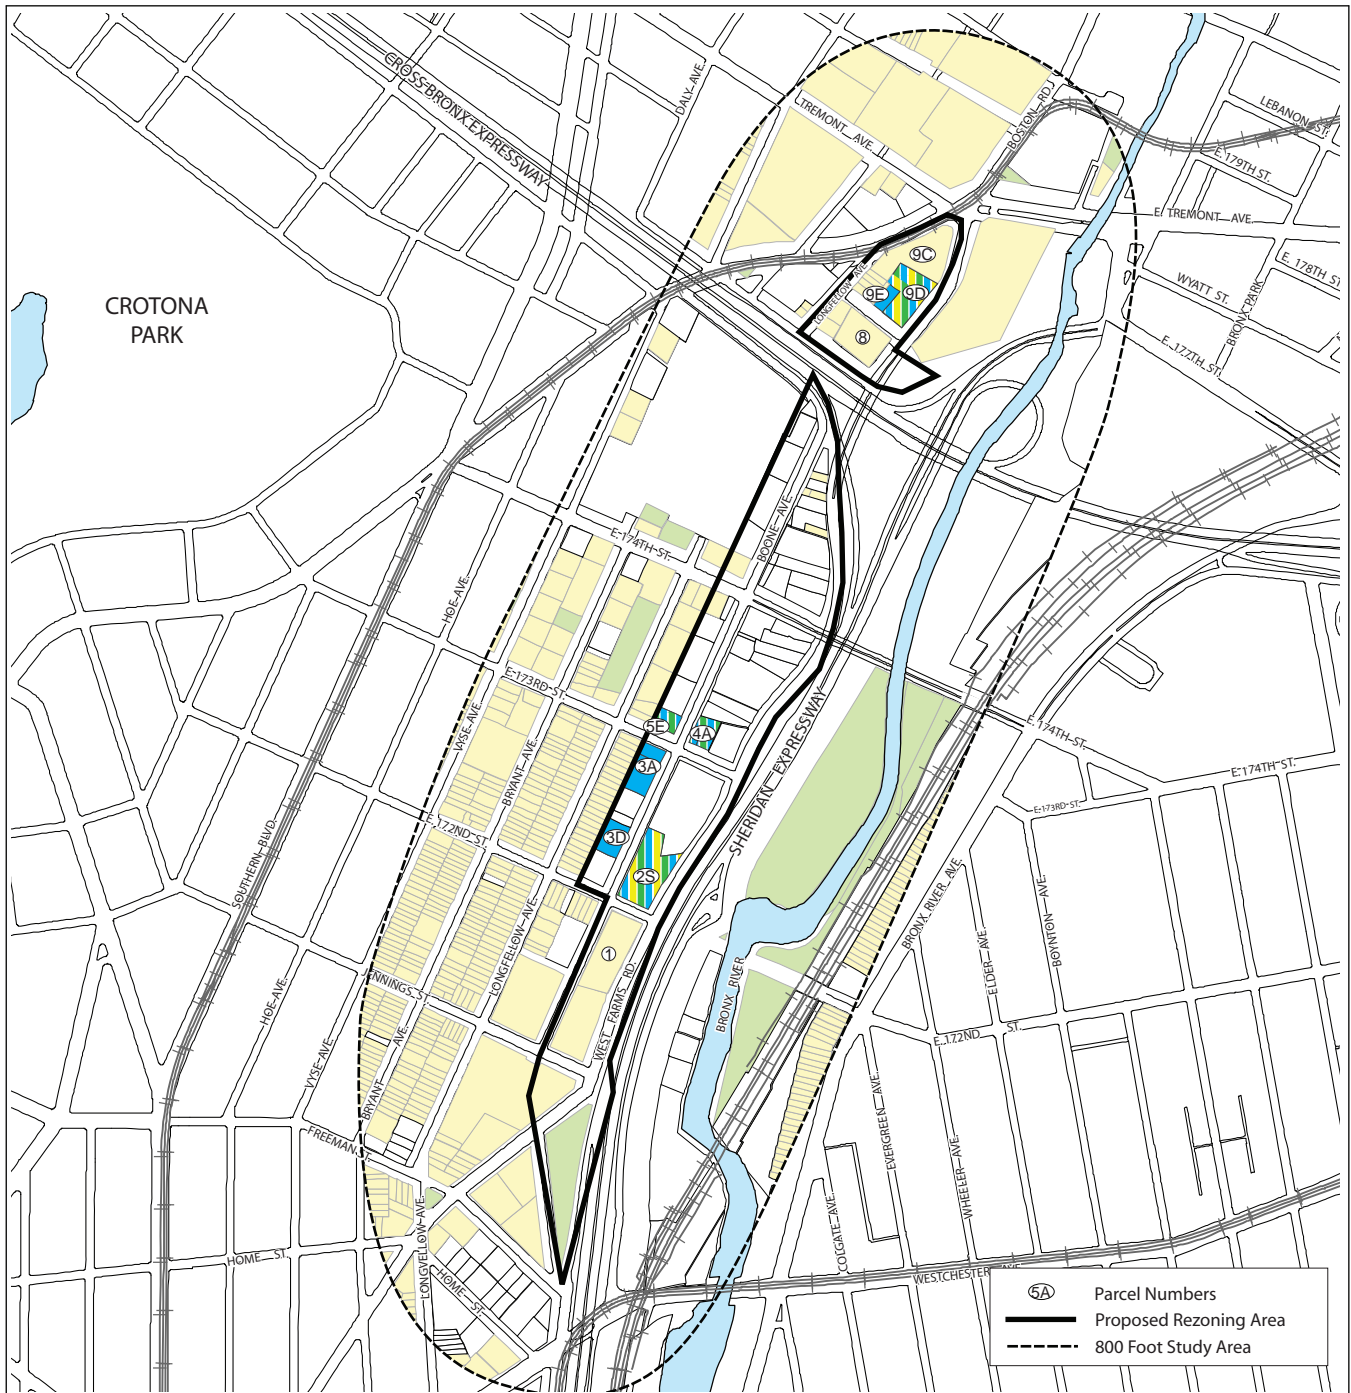 CROSS BRONX EXPRESSWAY
DALY AVE.
TREMONT AVE.
BOSTON RD.
LEBANON ST.
E. 179TH ST.
E. TREMONT AVE.
WYATT ST.
E. 178TH ST.
BRONX PARK
E. 177TH ST.
CROTONA
PARK
LONGFELLOW AVE.
9C
9E
9D
8
BOONE AVE.
E. 174TH ST.
HOE AVE.
E. 173RD ST.
VYSE AVE.
BRYANT AVE.
5E
4A
3A
3D
2S
1
SHERIDAN EXPRESSWAY
E. 174TH ST.
E. 174TH ST.
E. 173RD ST.
E. 172ND ST.
SOUTHERN BLVD
LONGFELLOW AVE.
BRONX RIVER AVE.
ELDER AVE.
BOYNTON AVE.
JENNINGS ST.
HOE AVE.
VYSE AVE.
BRYANT AVE.
WEST FARMS RD.
BRONX RIVER
E. 172ND ST.
FREEMAN ST.
EVERGREEN AVE.
WHEELER AVE.
COLGATE AVE.
HOME ST.
LONGVELLOW AVE.
HOME ST.
WESTCHESTER AVE.
5A Parcel Numbers
Proposed Rezoning Area
800 Foot Study Area